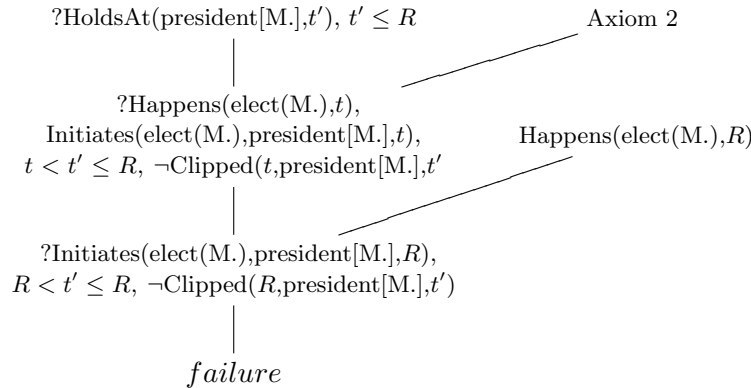 ?HoldsAt(president[M.],t′), t′ ≤ R
Axiom 2
?Happens(elect(M.),t),
Initiates(elect(M.),president[M.],t),
t < t′ ≤ R, ¬Clipped(t,president[M.],t′
Happens(elect(M.),R)
?Initiates(elect(M.),president[M.],R),
R < t′ ≤ R, ¬Clipped(R,president[M.],t′)
failure